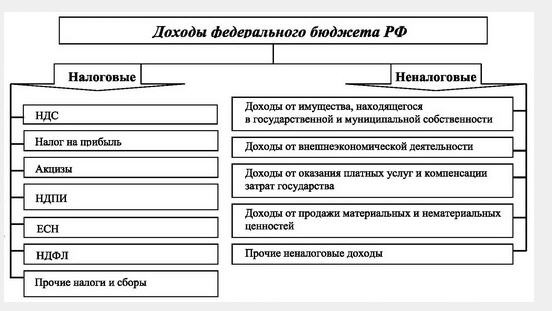 Доходы федерального бюджета РФ
Налоговые
НДС
Налог на прибыль
Акцизы
НДПИ
ЕСН
НДФЛ
Прочие налоги и сборы
Неналоговые
Доходы от имущества, находящегося
в государственной и муниципальной собственности
Доходы от внешнеэкономической деятельности
Доходы от оказания платных услуг и компенсации
затрат государства
Доходы от продажи материальных и нематериальных
ценностей
Прочие неналоговые доходы